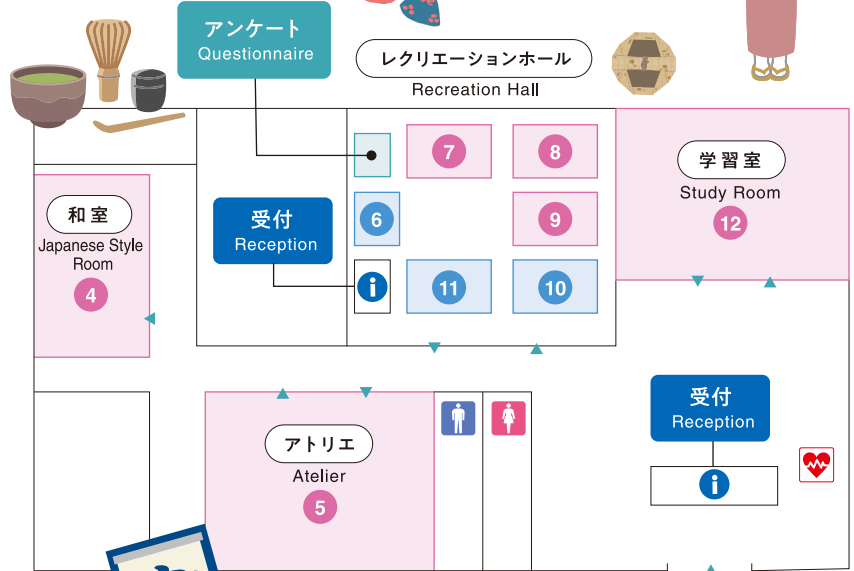 アンケート
Questionnaire
レクリエーションホール
Recreation Hall
7
8
学習室
Study Room
12
和室
Japanese Style
Room
4
受付
Reception
6
9
i
11
10
アトリエ
Atelier
5
受付
Reception
i